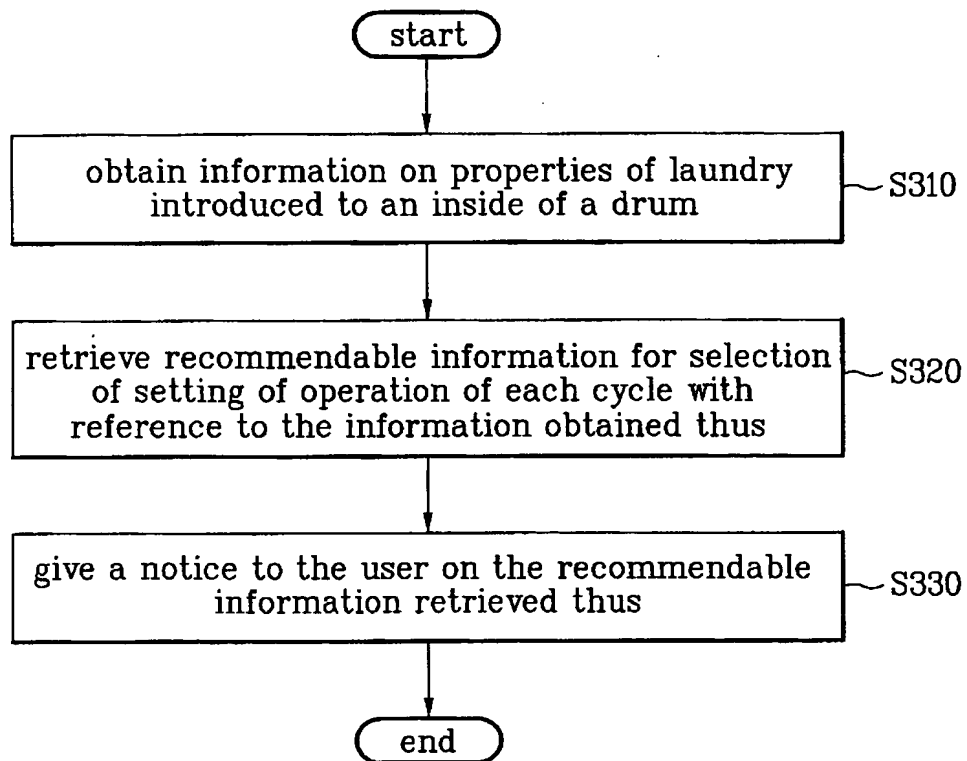 start
obtain information on properties of laundry
introduced to an inside of a drum
S310
retrieve recommendable information for selection
of setting of operation of each cycle with
reference to the information obtained thus
S320
give a notice to the user on the recommendable
information retrieved thus
S330
end